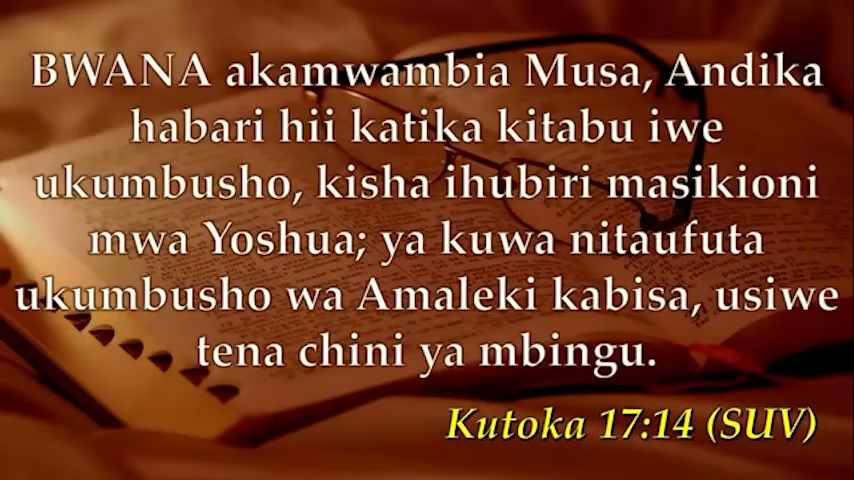 BWANA akamwambia Musa, Andika
habari hii katika kitabu iwe
ukumbusho, kisha ihubiri masikioni
mwa Yoshua; ya kuwa nitaufuta
ukumbusho wa Amaleki kabisa, usiwe
tena chini ya mbingu.
Kutoka 17:14 (SUV)